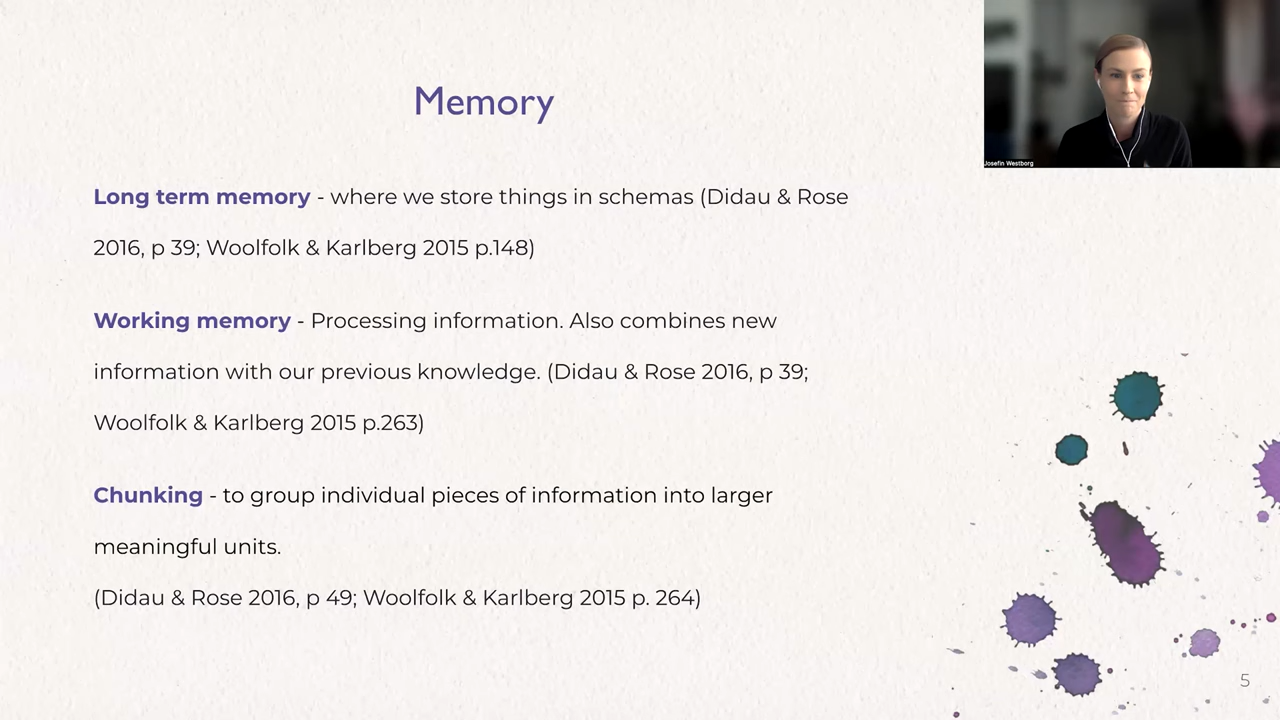 Memory
Josefin Westborg
Long term memory - where we store things in schemas (Didau & Rose
2016, p 39; Woolfolk & Karlberg 2015 p.148)
Working memory - Processing information. Also combines new
information with our previous knowledge. (Didau & Rose 2016, p 39;
Woolfolk & Karlberg 2015 p.263)
Chunking - to group individual pieces of information into larger
meaningful units.
(Didau & Rose 2016, p 49; Woolfolk & Karlberg 2015 p. 264)
5